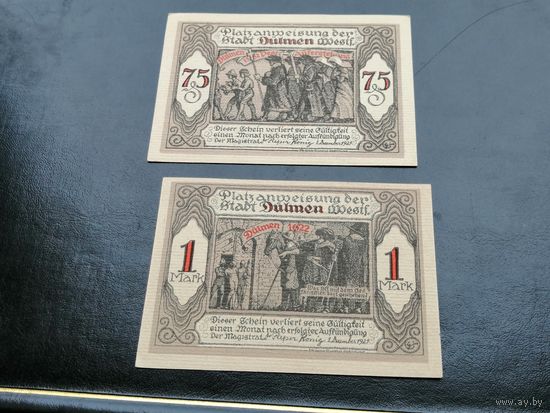 Platzanweisung der
Stadt Dülmen Westf.
75
75
Dieser Schein verliert seine Gültigkeit
einen Monat nach erfolgter Aufkündigung
Der Magistrat
Platzanweisung der
Stadt Dülmen Westf.
Dülmen 1622
1
Mark
1
Mark
Dieser Schein verliert seine Gültigkeit
einen Monat nach erfolgter Aufkündigung
Der Magistrat
www.ay.by